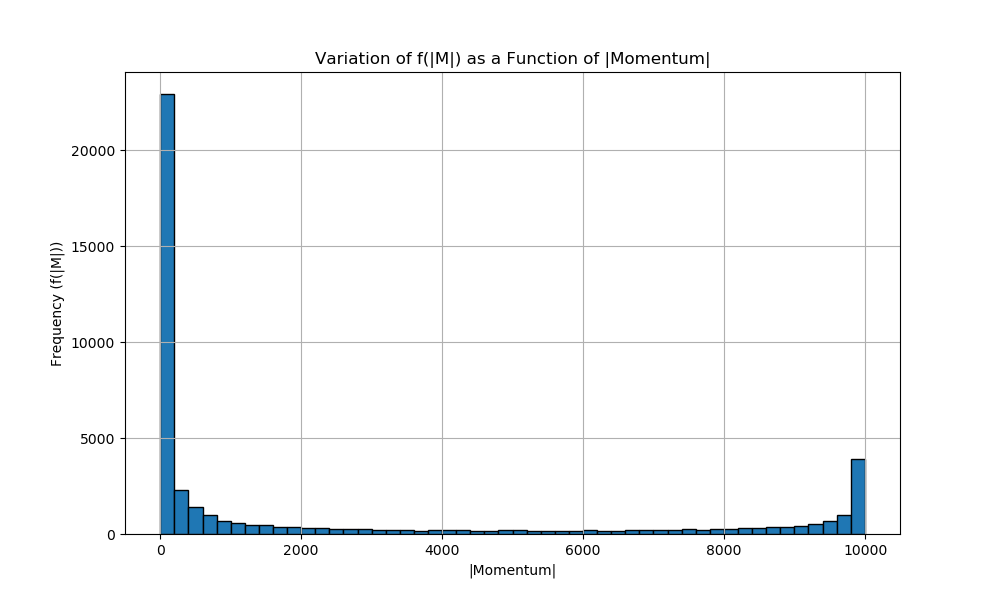 Variation of f(|M|) as a Function of |Momentum|
Frequency (f(|M|))
20000
15000
10000
5000
0
0 2000 4000 6000 8000 10000
|Momentum|